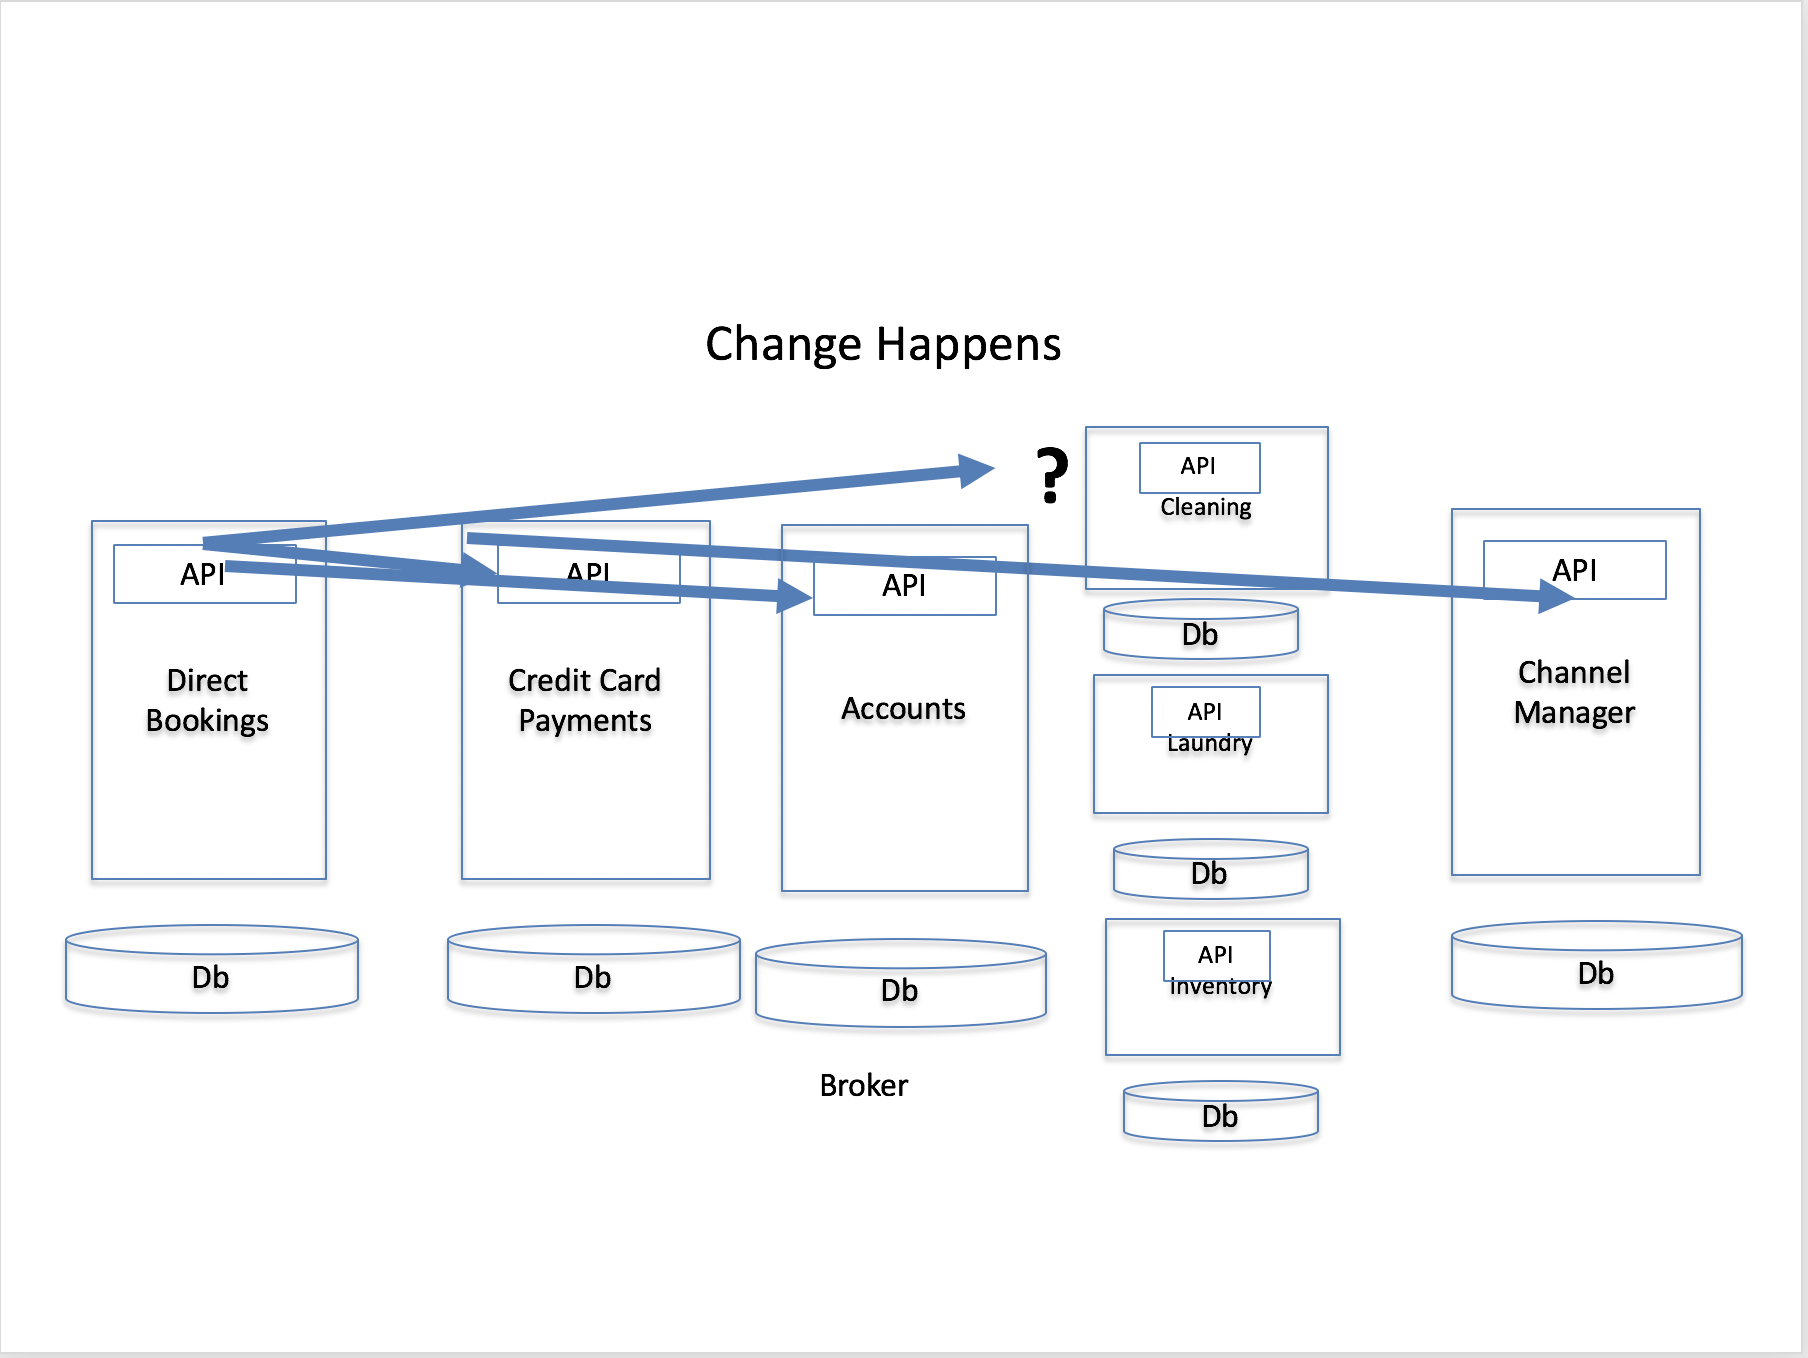 Change Happens
?
API
Cleaning
API
Direct
Bookings
Db
API
Credit Card
Payments
Db
API
Accounts
Db
Broker
Db
API
Laundry
Db
API
Inventory
Db
API
Channel
Manager
Db